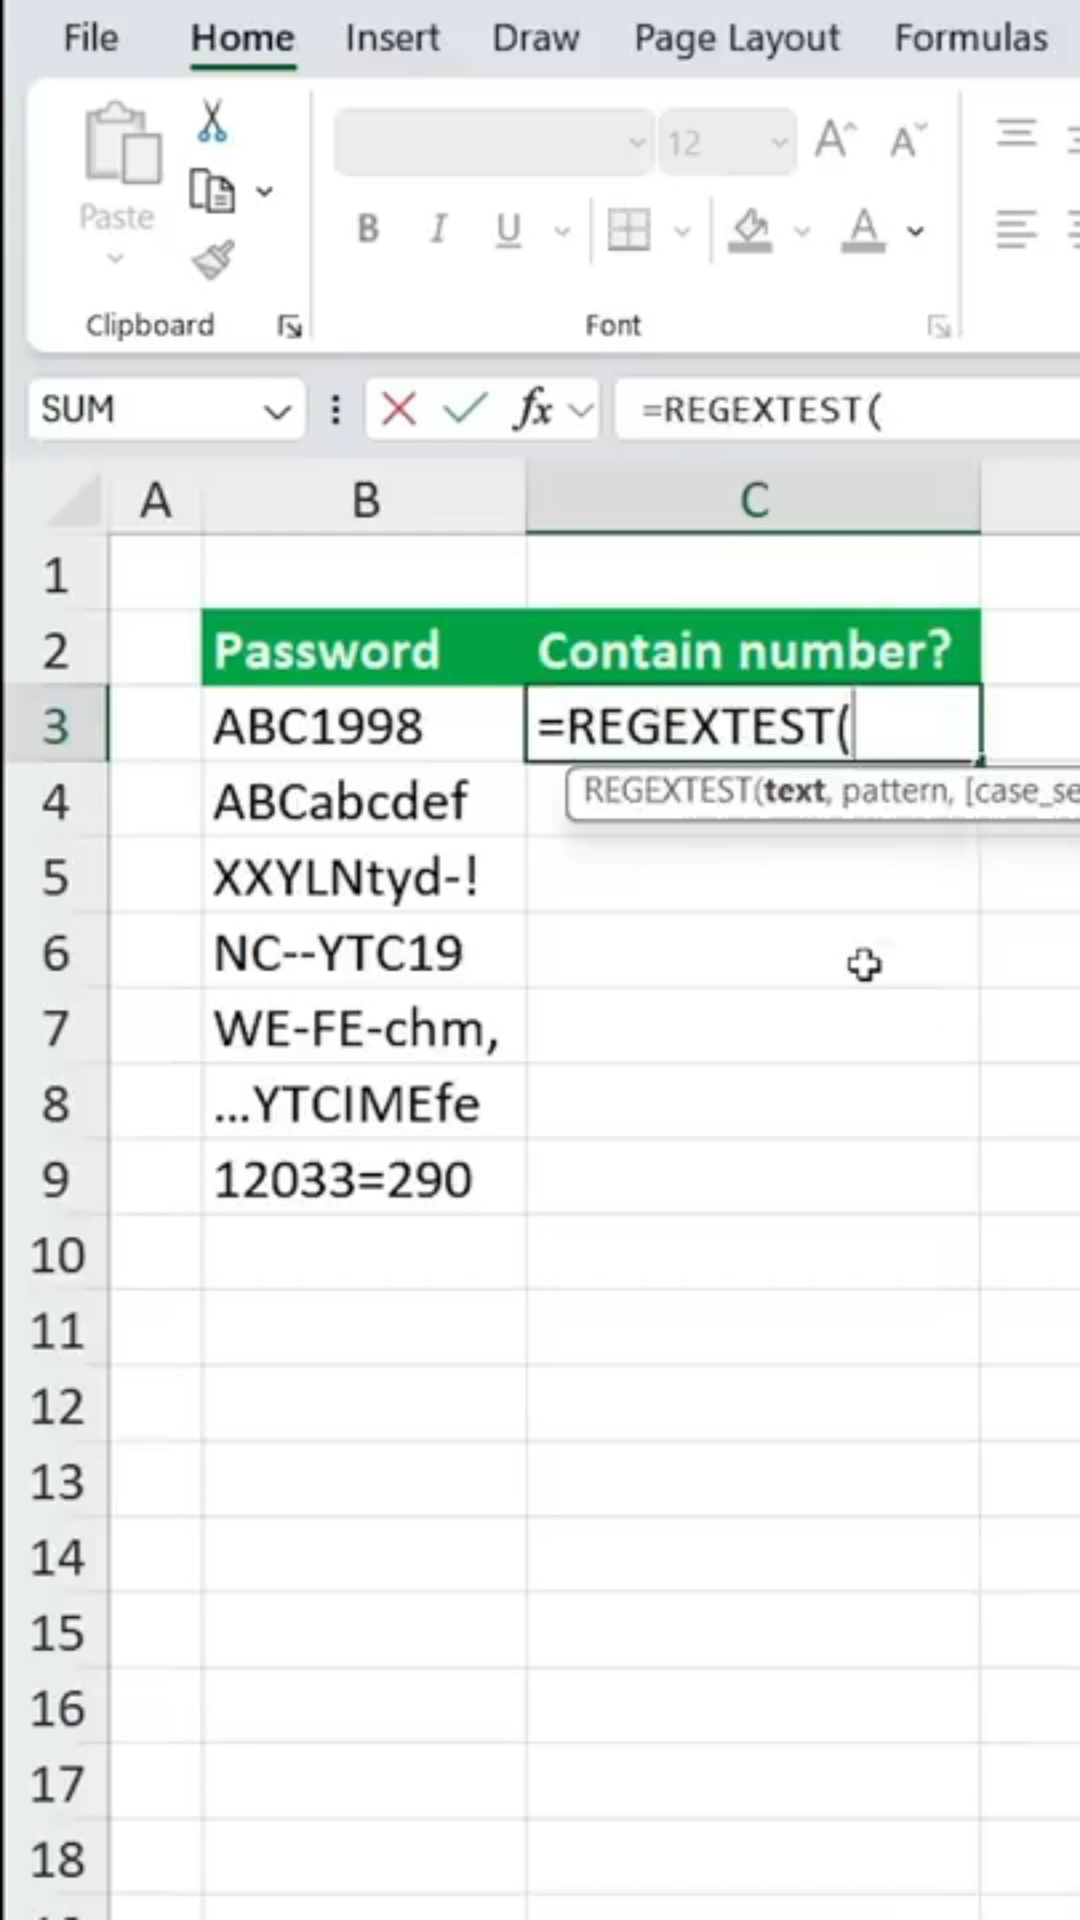 File Home Insert Draw Page Layout Formulas
12 A A
Paste
B I U A
Clipboard Font
SUM fx =REGEXTEST(
A B C
1
2 Password Contain number?
3 ABC1998 =REGEXTEST(
REGEXTEST(text, pattern, [case_se
4 ABCabcdef
5 XXYLNtyd-!
6 NC--YTC19
7 WE-FE-chm,
8 ...YTCIMEfe
9 12033=290
10
11
12
13
14
15
16
17
18